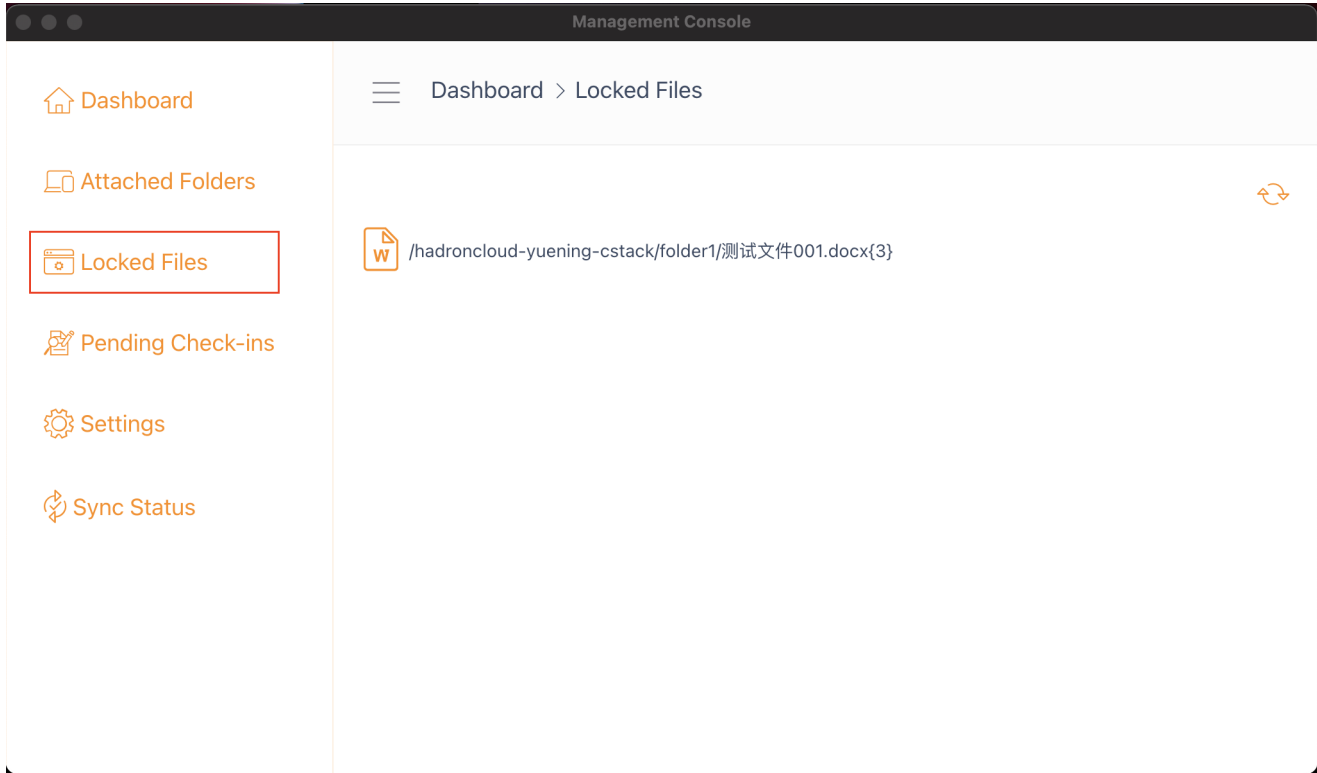 Management Console
Dashboard
Attached Folders
Locked Files
Pending Check-ins
Settings
Sync Status
Dashboard > Locked Files
W
/hadroncloud-yuening-cstack/folder1/测试文件001.docx{3}